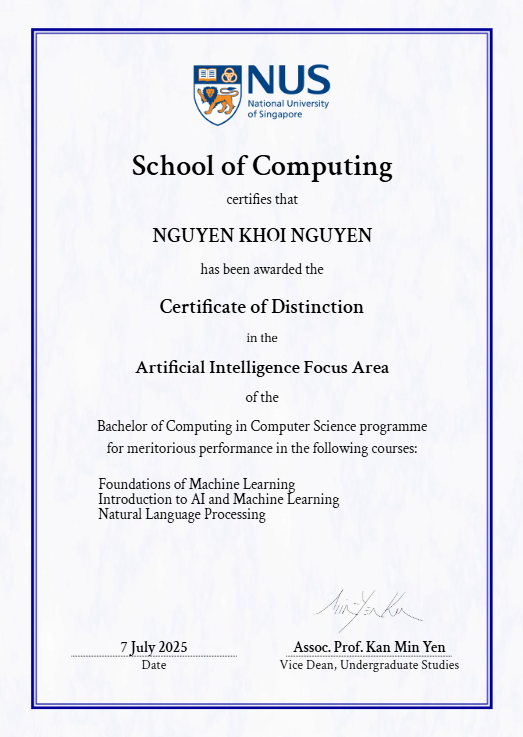 NUS
National University
of Singapore
School of Computing
certifies that
NGUYEN KHOI NGUYEN
has been awarded the
Certificate of Distinction
in the
Artificial Intelligence Focus Area
of the
Bachelor of Computing in Computer Science programme
for meritorious performance in the following courses:
Foundations of Machine Learning
Introduction to AI and Machine Learning
Natural Language Processing
Min-Yen Kan
7 July 2025
Assoc. Prof. Kan Min Yen
Date
Vice Dean, Undergraduate Studies